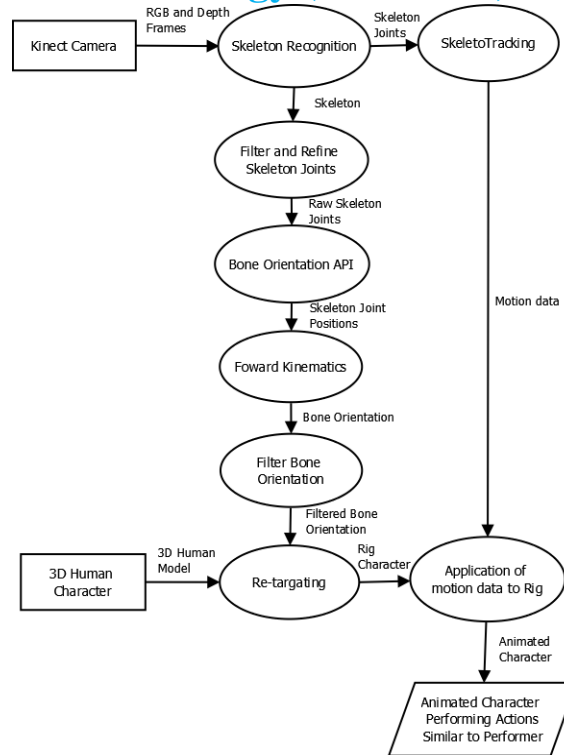 RGB and Depth
Frames
Skeleton
Joints
Kinect Camera
Skeleton Recognition
SkeletoTracking
Skeleton
Filter and Refine
Skeleton Joints
Raw Skeleton
Joints
Bone Orientation API
Skeleton Joint
Positions
Motion data
Foward Kinematics
Bone Orientation
Filter Bone
Orientation
Filtered Bone
Orientation
3D Human
Model
Rig
Character
3D Human
Character
Re-targating
Application of
motion data to Rig
Animated
Character
Animated Character
Performing Actions
Similar to Performer